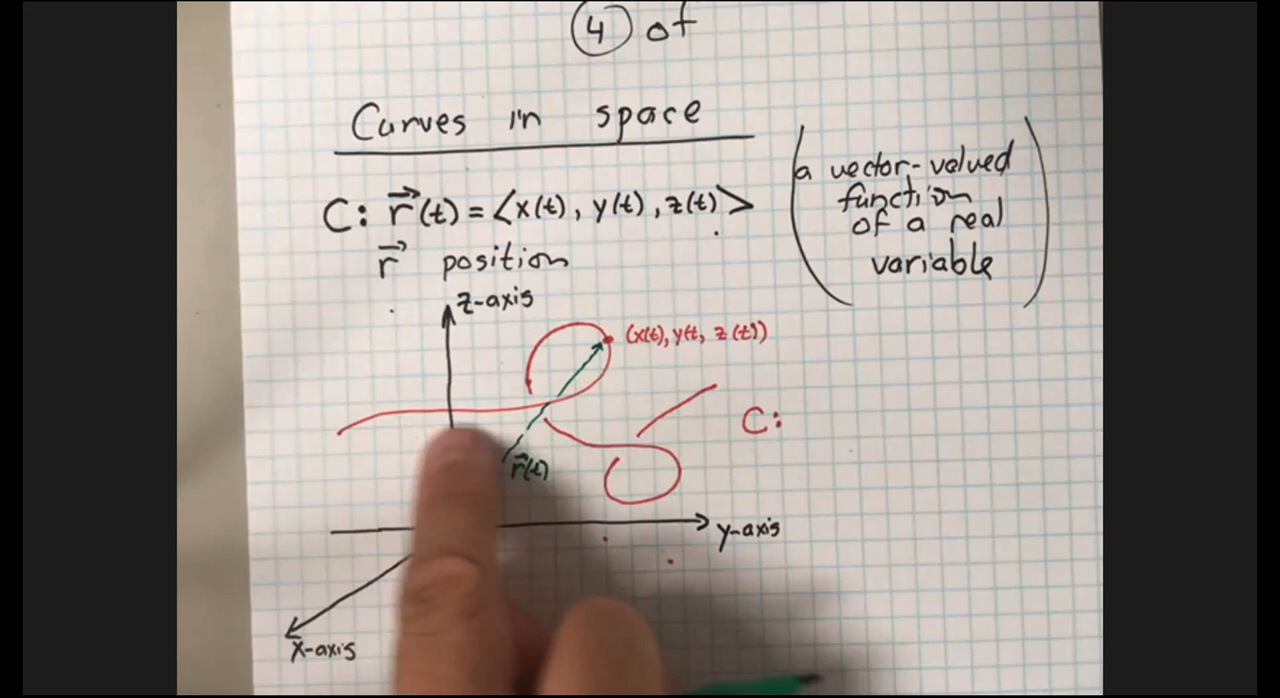 ④ of
Curves in space
C: r⃗(t) = <x(t), y(t), z(t)>
r⃗ position
(a vector-valued
function
of a real
variable)
z-axis
(x(t), y(t, z(t))
C:
r⃗(t)
y-axis
x-axis